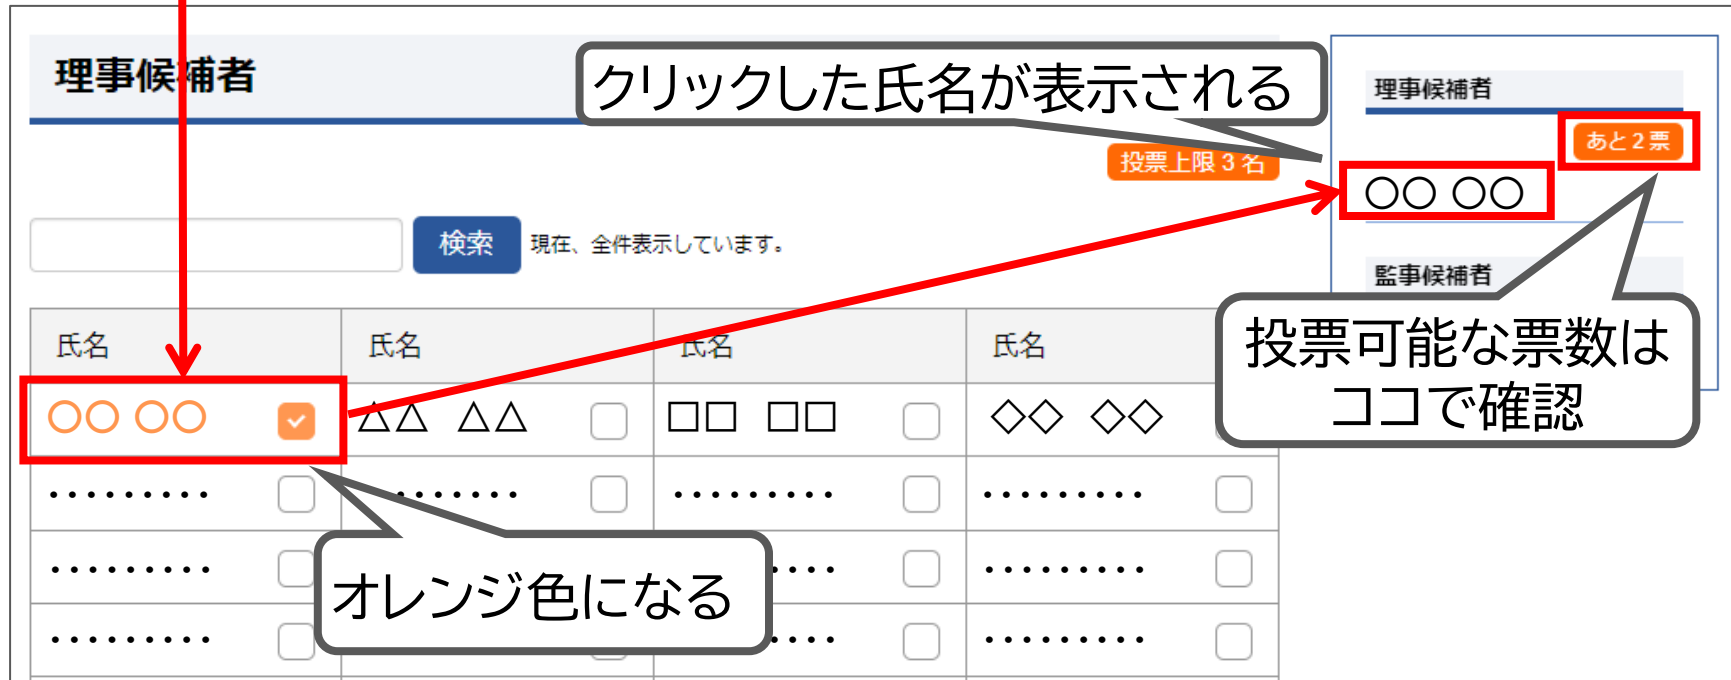 理事候補者
クリックした氏名が表示される
理事候補者
あと2票
投票上限3名
○○ ○○
検索
現在、全件表示しています。
監事候補者
氏名
氏名
氏名
氏名
投票可能な票数は
ココで確認
○○ ○○
△△ △△
□□ □□
◇◇ ◇◇
・・・・・・・・・
・・・・・・・
・・・・・・・・・
・・・・・・・・・
・・・・・・・・・
・・・・
・・・・・・・・・
オレンジ色になる
・・・・・・・・・
・・・・
・・・・・・・・・